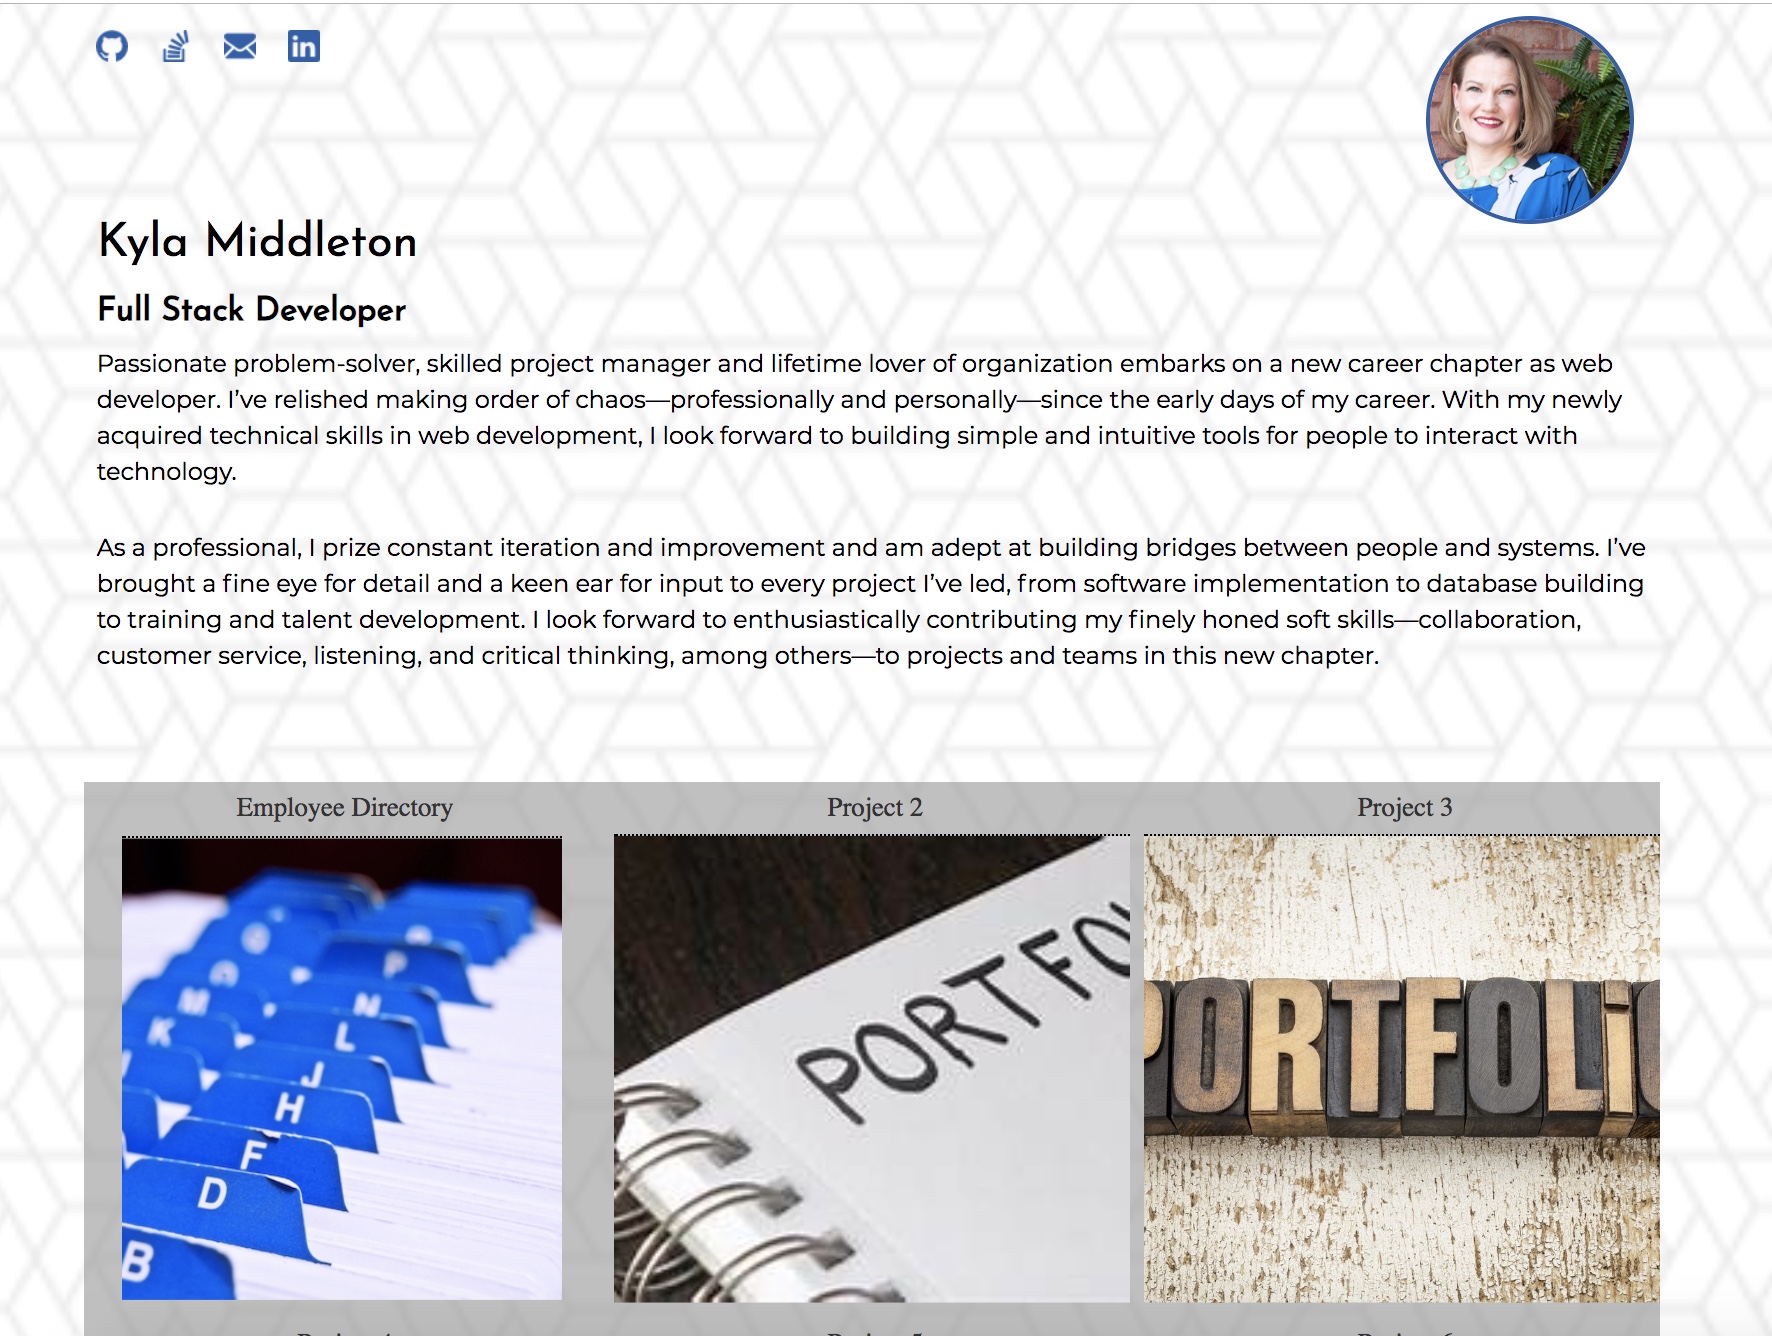 in
Kyla Middleton
Full Stack Developer
Passionate problem-solver, skilled project manager and lifetime lover of organization embarks on a new career chapter as web
developer. I’ve relished making order of chaos—professionally and personally—since the early days of my career. With my newly
acquired technical skills in web development, I look forward to building simple and intuitive tools for people to interact with
technology.
As a professional, I prize constant iteration and improvement and am adept at building bridges between people and systems. I’ve
brought a fine eye for detail and a keen ear for input to every project I’ve led, from software implementation to database building
to training and talent development. I look forward to enthusiastically contributing my finely honed soft skills—collaboration,
customer service, listening, and critical thinking, among others—to projects and teams in this new chapter.
Employee Directory
Project 2
Project 3
P
N
M
L
K
J
H
F
D
B
PORTFO
PORTFOLi